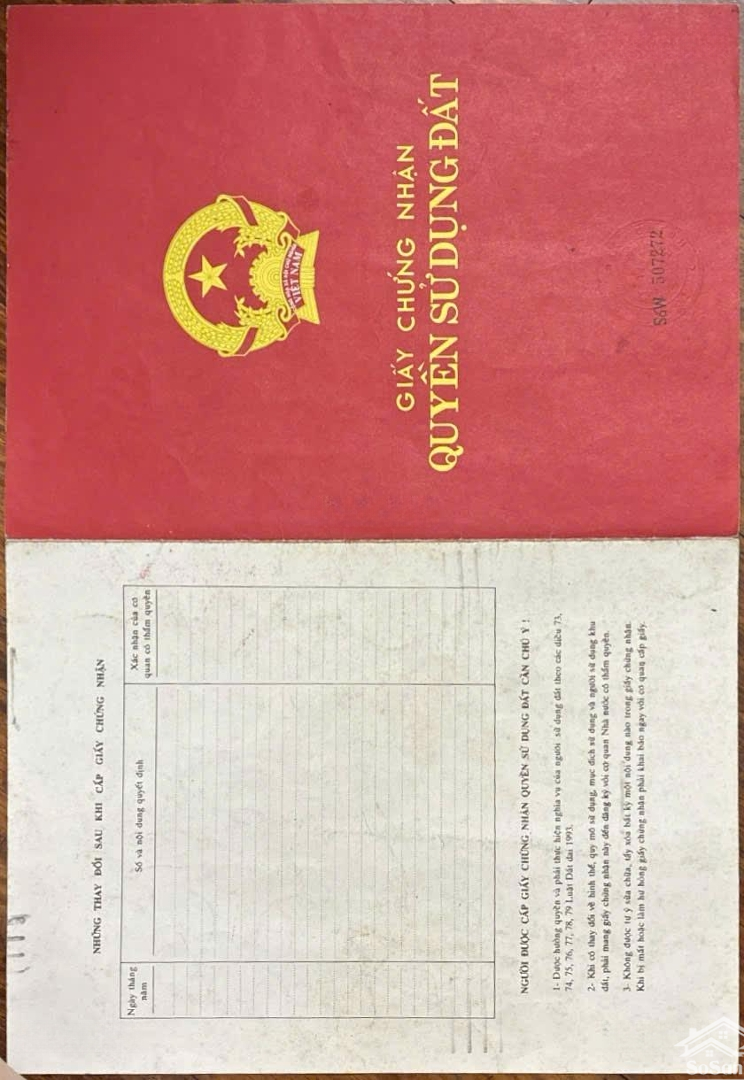 CỘNG HÒA XÃ HỘI CHỦ NGHĨA
VIỆT NAM
GIẤY CHỨNG NHẬN
QUYỀN SỬ DỤNG ĐẤT
SốW 507272
NHỮNG THAY ĐỔI SAU KHI CẤP GIẤY CHỨNG NHẬN
Ngày tháng năm
Số và nội dung quyết định
Xác nhận của cơ quan có thẩm quyền
NGƯỜI ĐƯỢC CẤP GIẤY CHỨNG NHẬN QUYỀN SỬ DỤNG ĐẤT CẦN CHÚ Ý :
1- Được hưởng quyền và phải thực hiện nghĩa vụ của người sử dụng đất theo các điều 73,
74, 75, 76, 77, 78, 79 Luật Đất đai 1993.
2- Khi có thay đổi về hình thể, quy mô sử dụng, mục đích sử dụng và người sử dụng khu
đất, phải mang giấy chứng nhận này đến đăng ký với cơ quan Nhà nước có thẩm quyền.
3- Không được tự ý sửa chữa, tẩy xóa bất kỳ một nội dung nào trong giấy chứng nhận.
Khi bị mất hoặc làm hư hỏng giấy chứng nhận phải khai báo ngay với cơ quan cấp giấy.